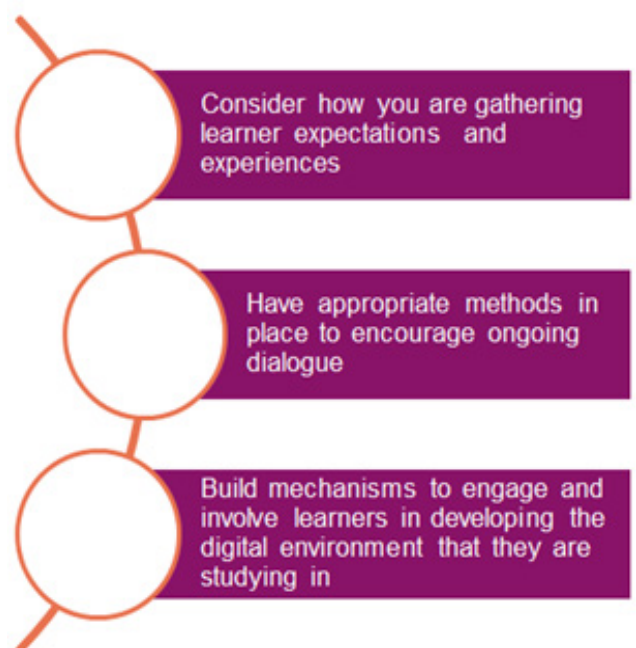 Consider how you are gathering
learner expectations and
experiences
Have appropriate methods in
place to encourage ongoing
dialogue
Build mechanisms to engage and
involve learners in developing the
digital environment that they are
studying in